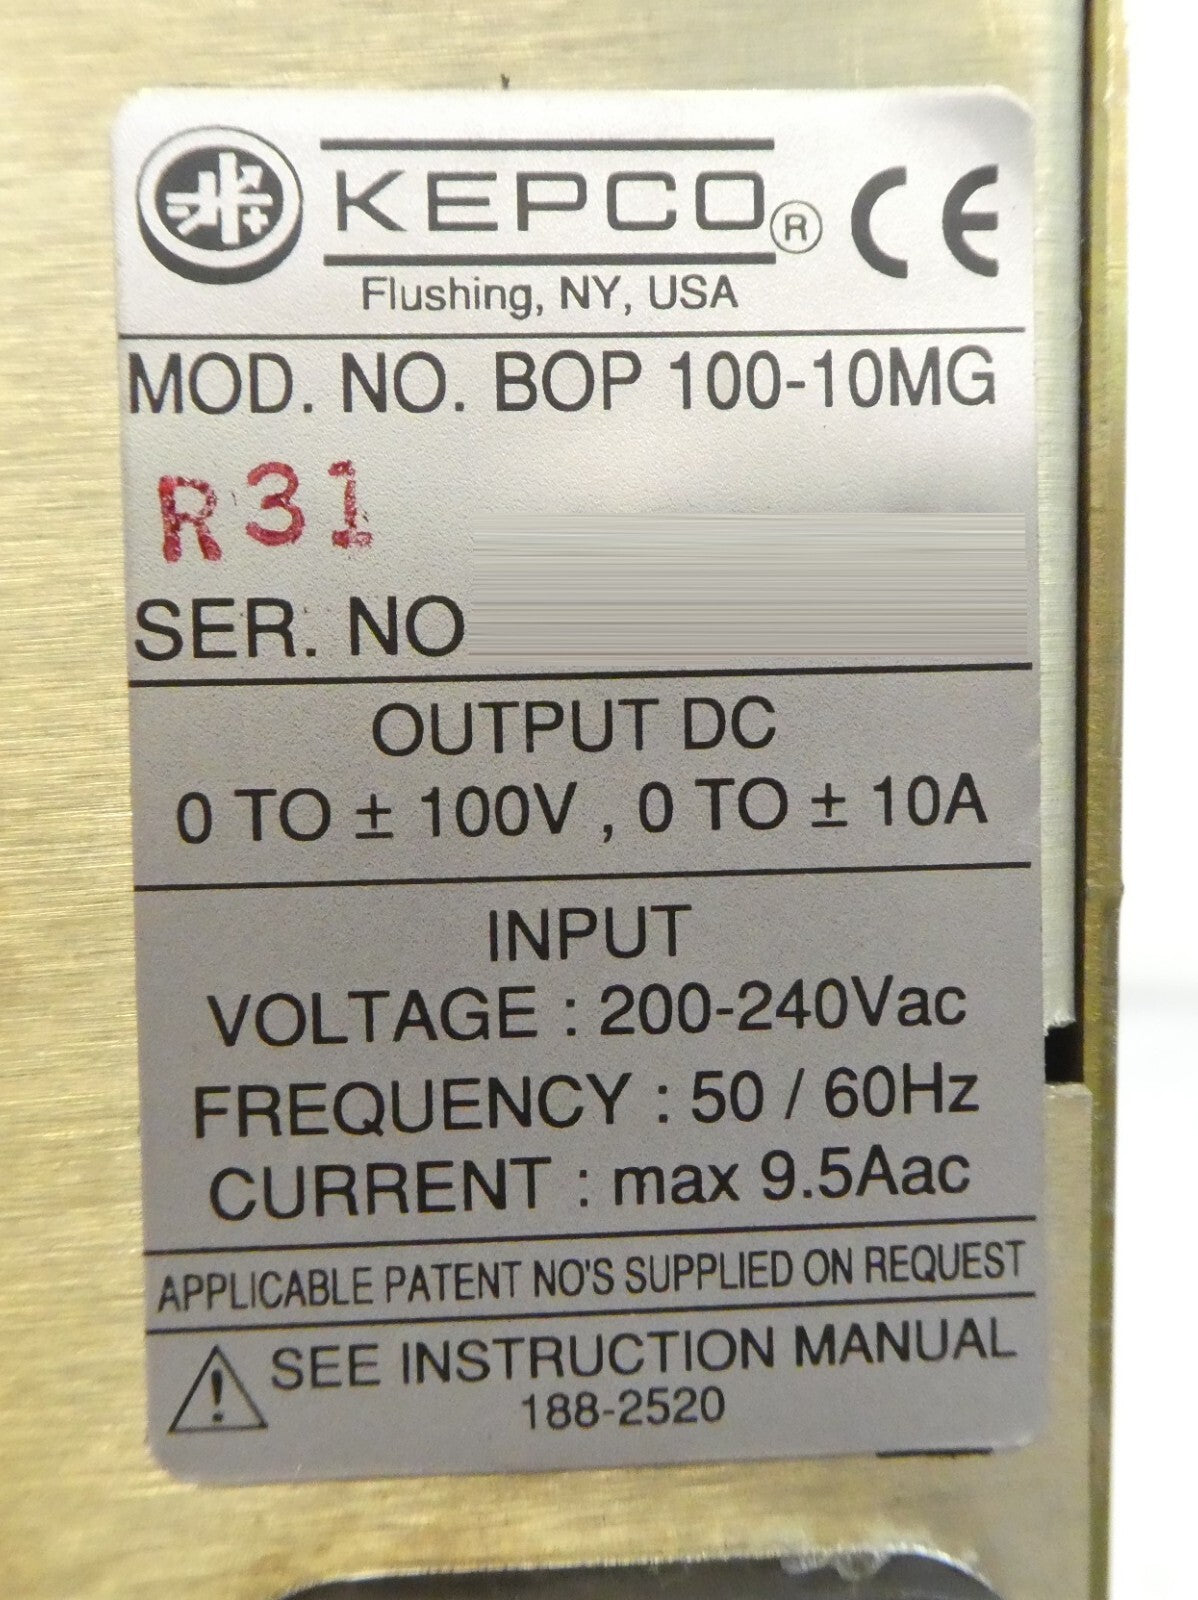 KEPCO® CE
Flushing, NY, USA
MOD. NO. BOP 100-10MG
R31
SER. NO
OUTPUT DC
0 TO ± 100V , 0 TO ± 10A
INPUT
VOLTAGE : 200-240Vac
FREQUENCY : 50 / 60Hz
CURRENT : max 9.5Aac
APPLICABLE PATENT NO'S SUPPLIED ON REQUEST
SEE INSTRUCTION MANUAL
188-2520